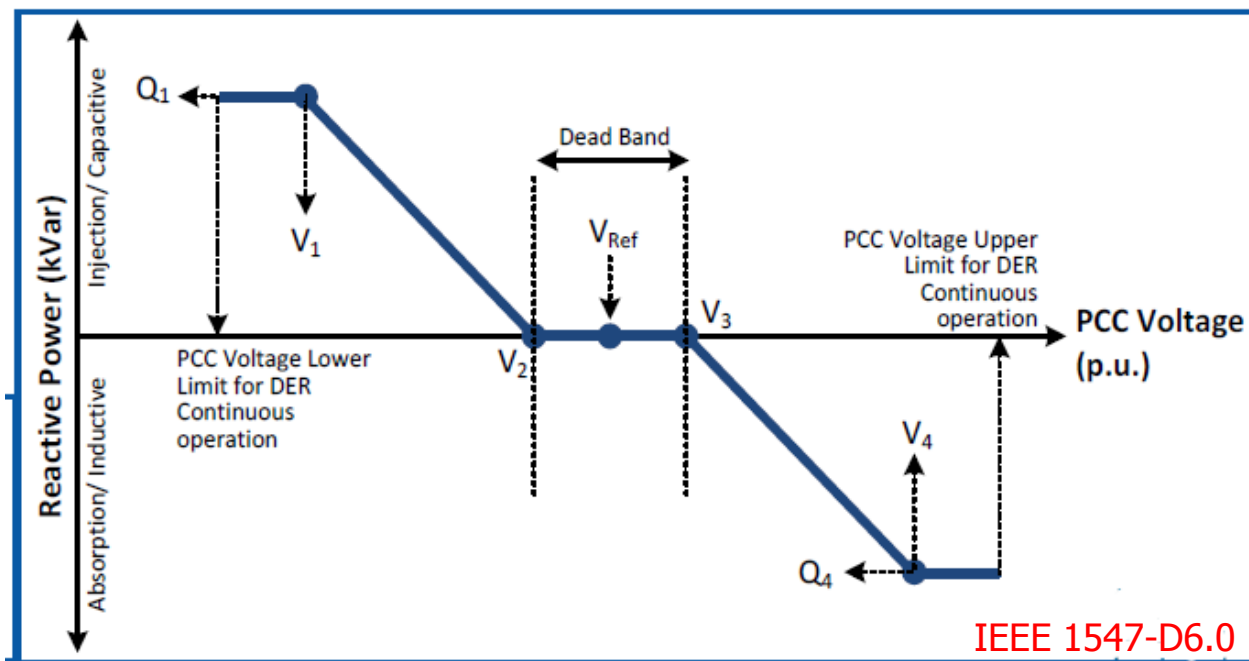 Reactive Power (kVar)
Injection/ Capacitive
Absorption/ Inductive
Q1
V1
Dead Band
VRef
V2
V3
PCC Voltage Lower
Limit for DER
Continuous
operation
PCC Voltage Upper
Limit for DER
Continuous
operation
PCC Voltage
(p.u.)
V4
Q4
IEEE 1547-D6.0